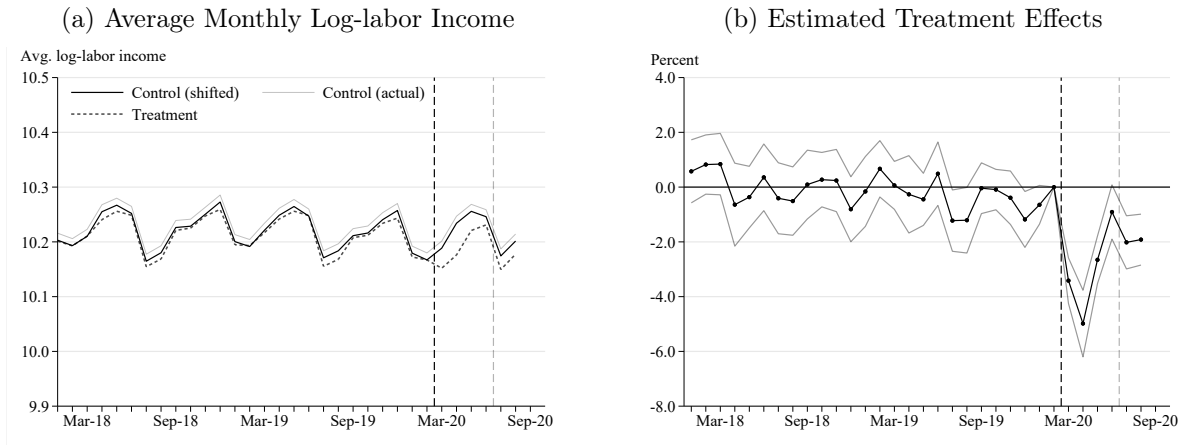 (a) Average Monthly Log-labor Income
Avg. log-labor income
10.5
10.4
10.3
10.2
10.1
10.0
9.9
Control (shifted)
Control (actual)
Treatment
Mar-18
Sep-18
Mar-19
Sep-19
Mar-20
Sep-20
(b) Estimated Treatment Effects
Percent
4.0
2.0
0.0
-2.0
-4.0
-6.0
-8.0
Mar-18
Sep-18
Mar-19
Sep-19
Mar-20
Sep-20